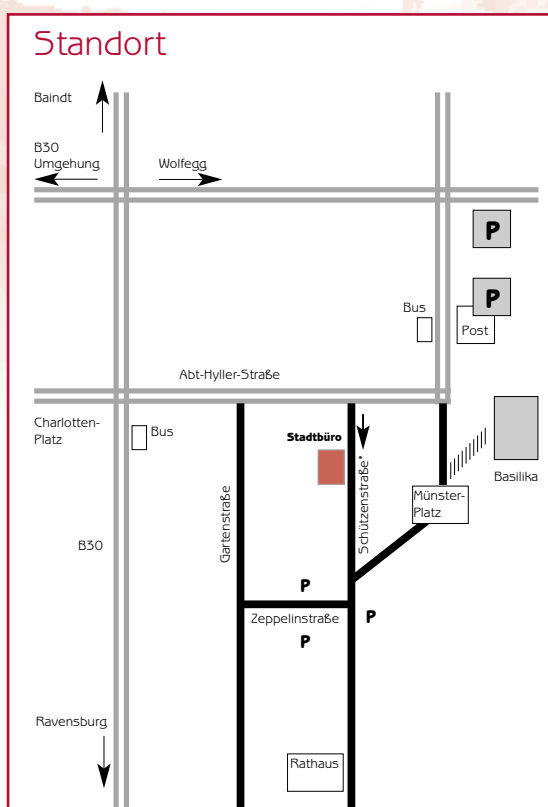 Standort
Baindt
B30
Umgehung
Wolfegg
P
P
Bus
Post
Abt-Hyller-Straße
Charlotten-
Platz
Bus
Stadtbüro
Schützenstraße*
Basilika
Münster-
Platz
Gartenstraße
B30
P
Zeppelinstraße
P
P
Ravensburg
Rathaus